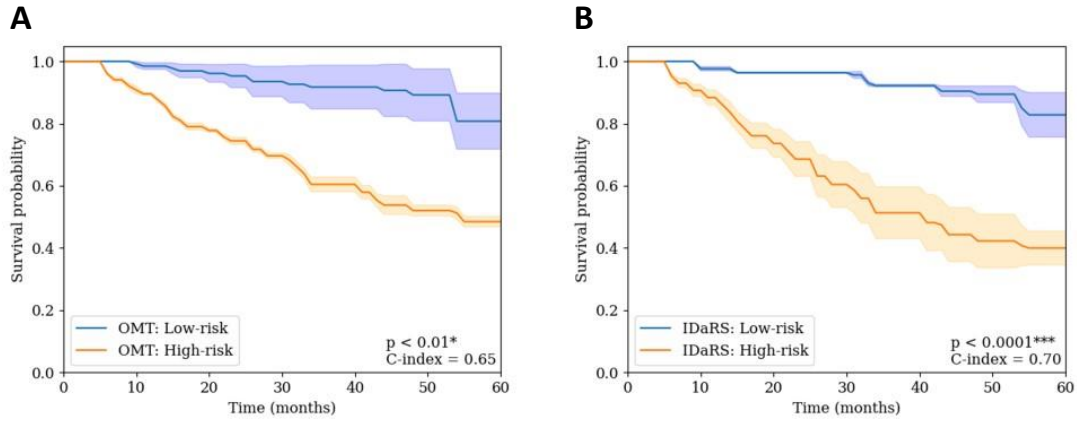 A
B
Survival probability
1.0
0.8
0.6
0.4
0.2
0.0
OMT: Low-risk
OMT: High-risk
p < 0.01*
C-index = 0.65
0 10 20 30 40 50 60
Time (months)
Survival probability
1.0
0.8
0.6
0.4
0.2
0.0
IDaRS: Low-risk
IDaRS: High-risk
p < 0.0001***
C-index = 0.70
0 10 20 30 40 50 60
Time (months)